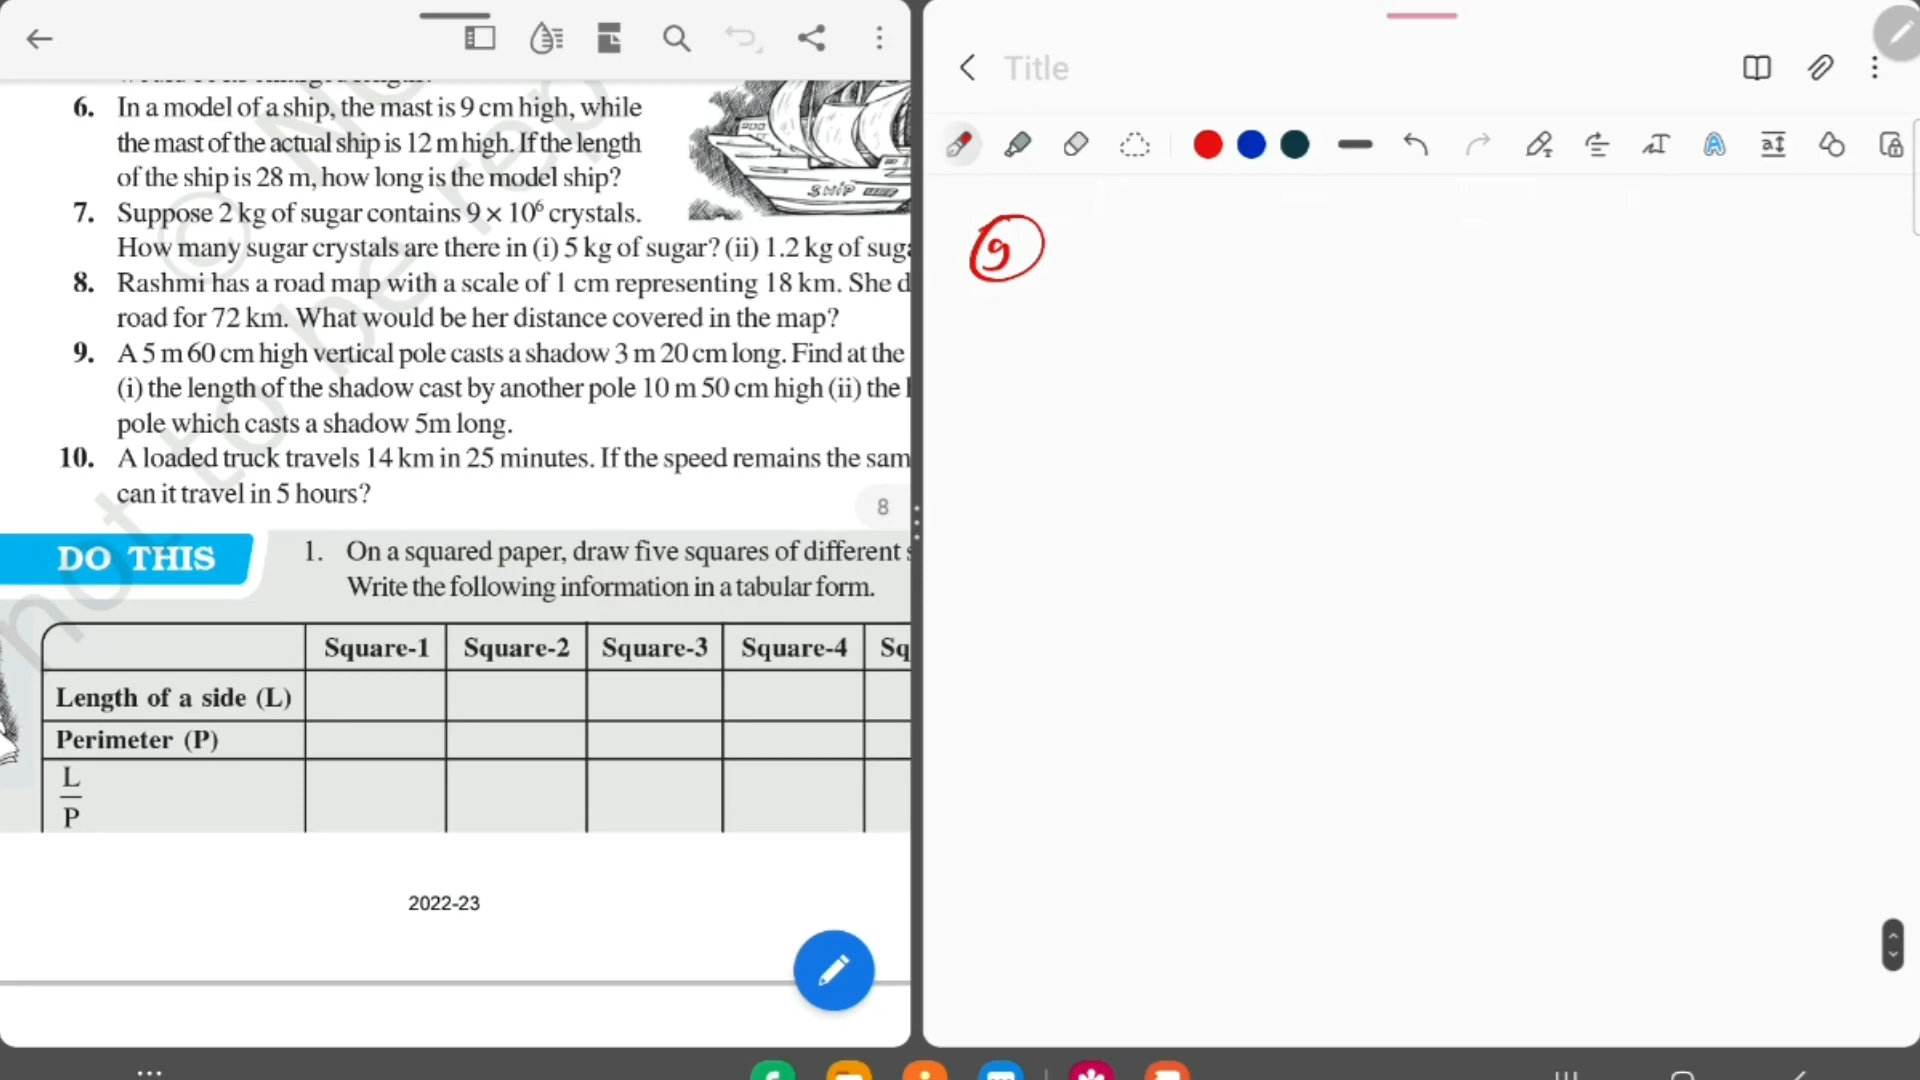 Title
6. In a model of a ship, the mast is 9 cm high, while
the mast of the actual ship is 12 m high. If the length
of the ship is 28 m, how long is the model ship?
SHIP
7. Suppose 2 kg of sugar contains 9 × 10⁶ crystals.
How many sugar crystals are there in (i) 5 kg of sugar? (ii) 1.2 kg of
8. Rashmi has a road map with a scale of 1 cm representing 18 km. She
road for 72 km. What would be her distance covered in the map?
9. A 5 m 60 cm high vertical pole casts a shadow 3 m 20 cm long. Find at the
(i) the length of the shadow cast by another pole 10 m 50 cm high (ii) the
pole which casts a shadow 5m long.
10. A loaded truck travels 14 km in 25 minutes. If the speed remains the sam
can it travel in 5 hours?
8
DO THIS
1. On a squared paper, draw five squares of different
Write the following information in a tabular form.
Square-1 Square-2 Square-3 Square-4 Sq
Length of a side (L)
Perimeter (P)
L
P
2022-23
not to be rep
©
9